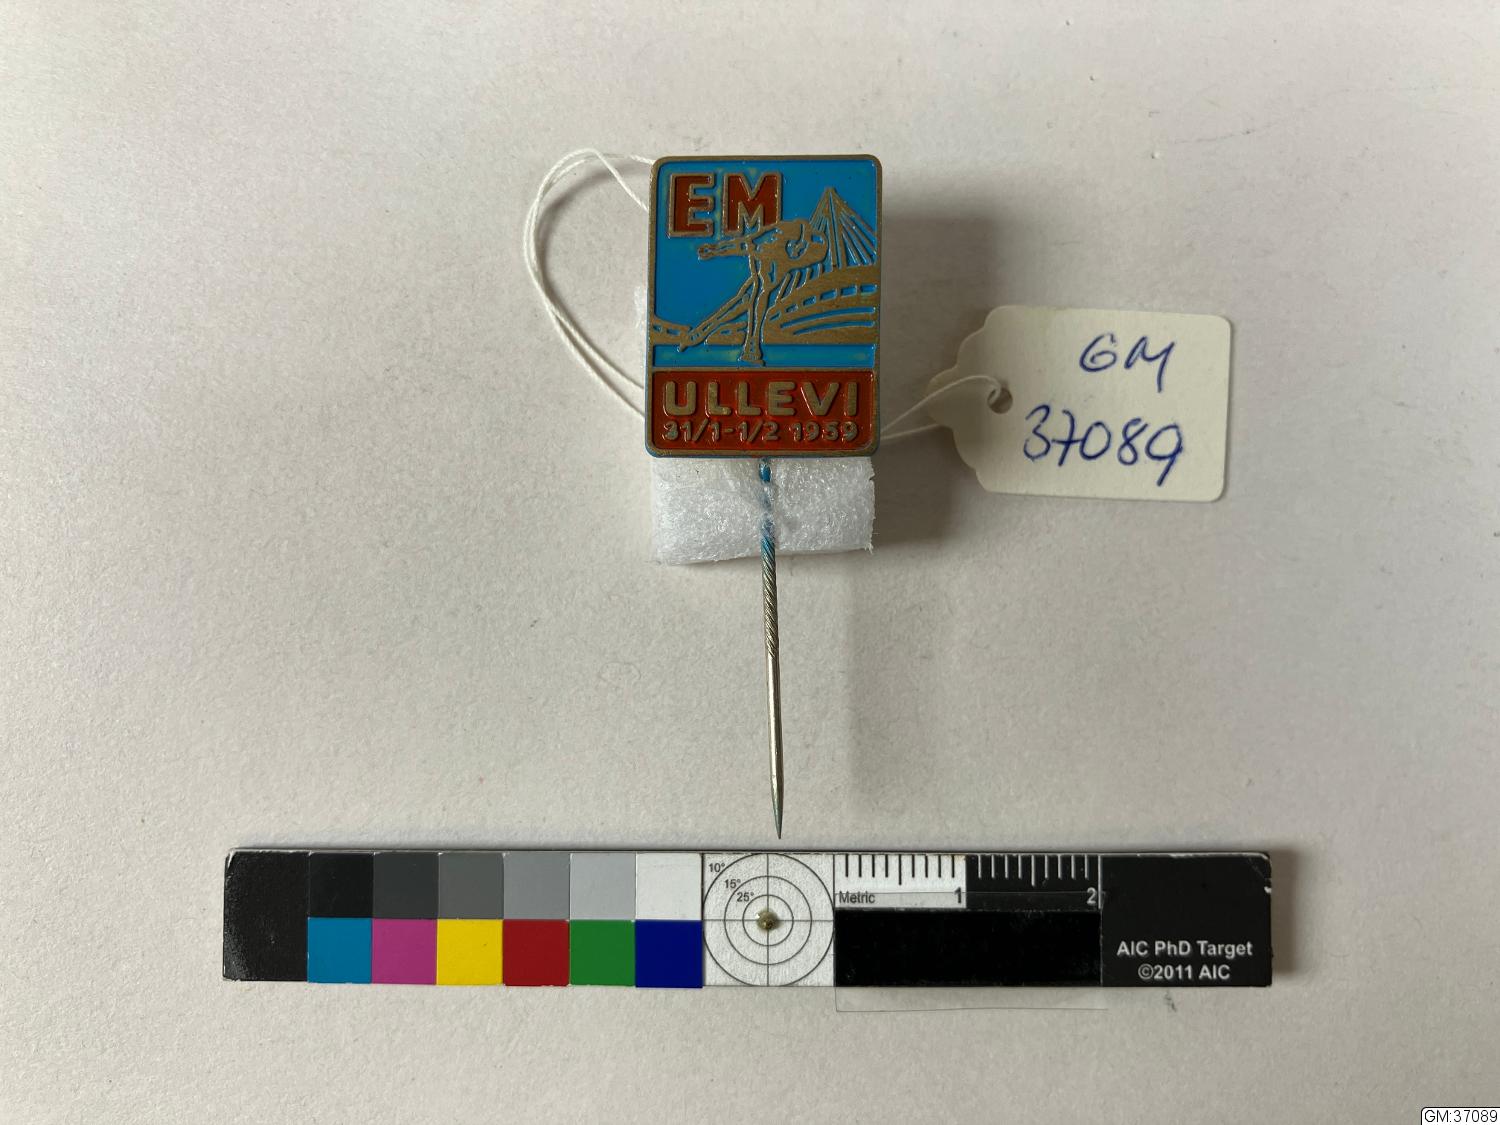 EM
ULLEVI
31/1-1/2 1959
GM
37089
10°
15°
25°
Metric
1
2
AIC PhD Target
©2011 AIC
GM:37089